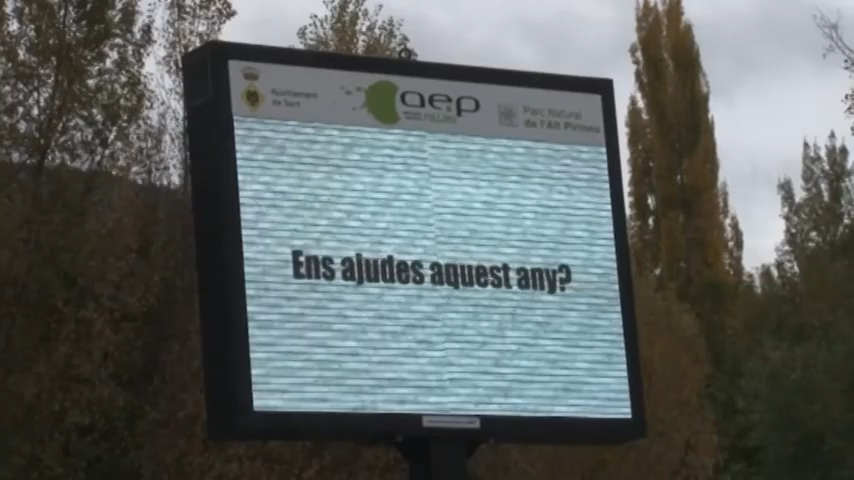 Ajuntament
de Sort
aep
Parc Natural
de l'Alt Pirineu
Ens ajudes aquest any?